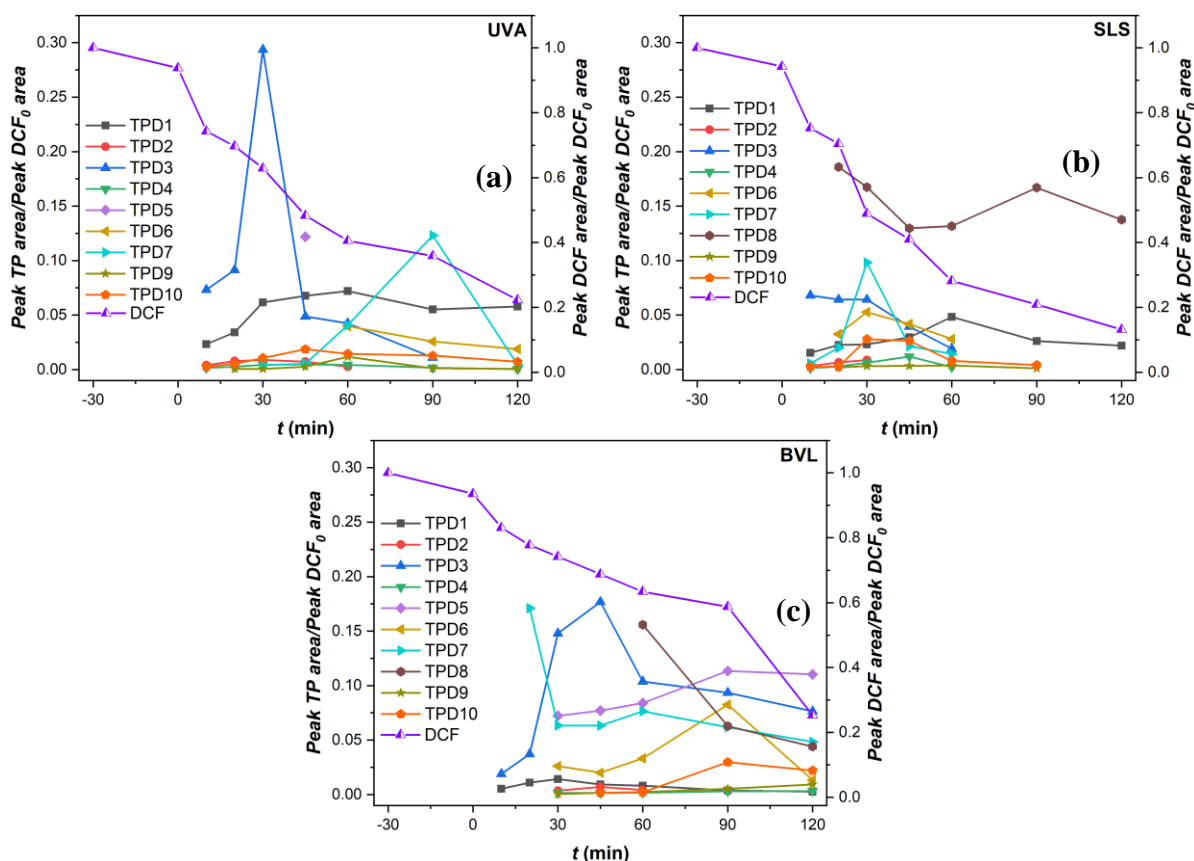 UVA
(a)
Peak TP area/Peak DCF₀ area
0.30
0.25
0.20
0.15
0.10
0.05
0.00
TPD1
TPD2
TPD3
TPD4
TPD5
TPD6
TPD7
TPD9
TPD10
DCF
1.0
0.8
0.6
0.4
0.2
0.0
Peak DCF area/Peak DCF₀ area
-30 0 30 60 90 120
t (min)
SLS
(b)
Peak TP area/Peak DCF₀ area
0.30
0.25
0.20
0.15
0.10
0.05
0.00
TPD1
TPD2
TPD3
TPD4
TPD6
TPD7
TPD8
TPD9
TPD10
DCF
1.0
0.8
0.6
0.4
0.2
0.0
Peak DCF area/Peak DCF₀ area
-30 0 30 60 90 120
t (min)
BVL
(c)
Peak TP area/Peak DCF₀ area
0.30
0.25
0.20
0.15
0.10
0.05
0.00
TPD1
TPD2
TPD3
TPD4
TPD5
TPD6
TPD7
TPD8
TPD9
TPD10
DCF
1.0
0.8
0.6
0.4
0.2
0.0
Peak DCF area/Peak DCF₀ area
-30 0 30 60 90 120
t (min)